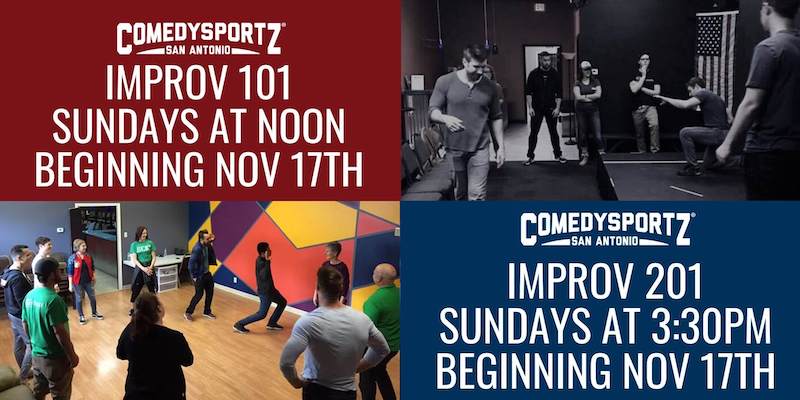 COMEDYSPORTZ®
SAN ANTONIO
IMPROV 101
SUNDAYS AT NOON
BEGINNING NOV 17TH
COMEDYSPORTZ®
SAN ANTONIO
IMPROV 201
SUNDAYS AT 3:30PM
BEGINNING NOV 17TH